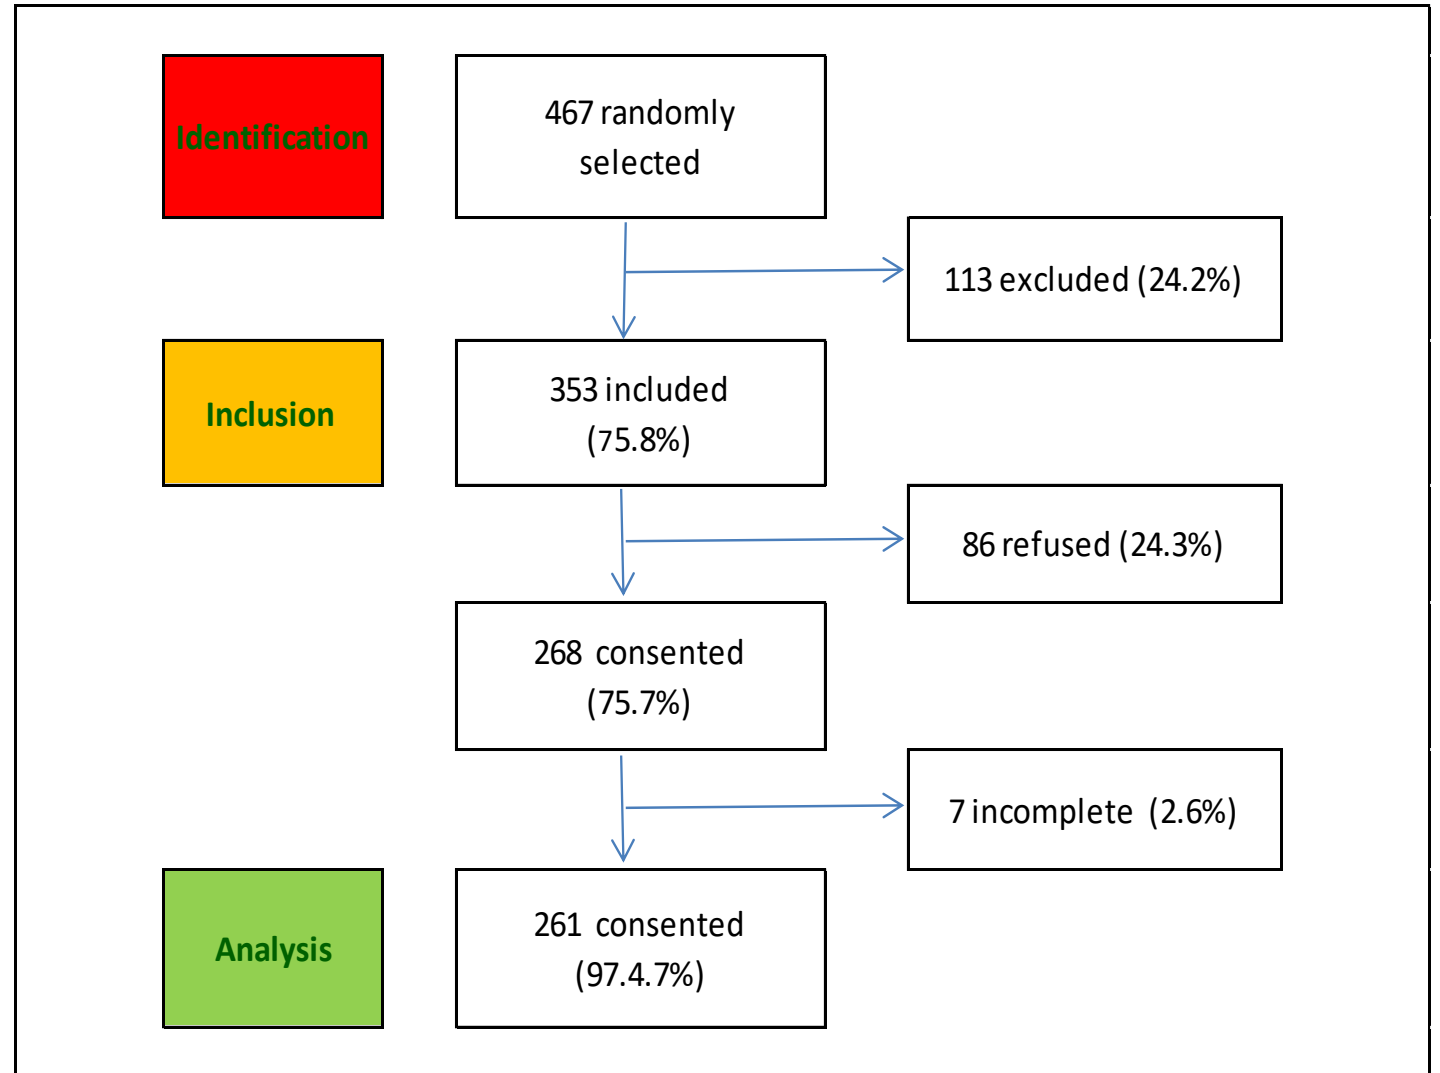 Identification
467 randomly
selected
113 excluded (24.2%)
Inclusion
353 included
(75.8%)
86 refused (24.3%)
268 consented
(75.7%)
7 incomplete (2.6%)
Analysis
261 consented
(97.4.7%)